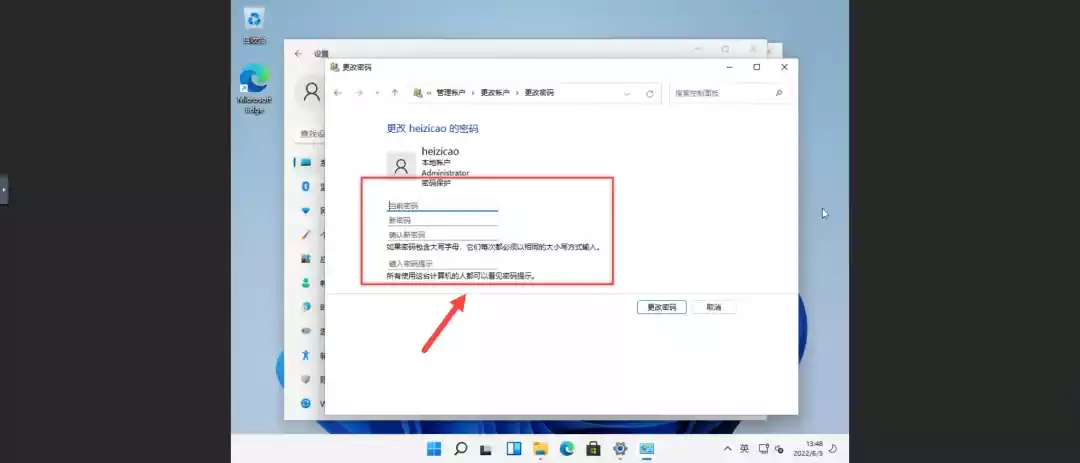 回收站
Microsoft
Edge
设置
更改密码
« 管理帐户 › 更改帐户 › 更改密码
搜索控制面板
更改 heizicao 的密码
heizicao
本地帐户
Administrator
密码保护
查找设
当前密码
新密码
确认新密码
如果密码包含大写字母，它们每次都必须以相同的大小写方式输入。
键入密码提示
所有使用这台计算机的人都可以看见密码提示。
更改密码
取消
W
英
13:48
2022/6/5